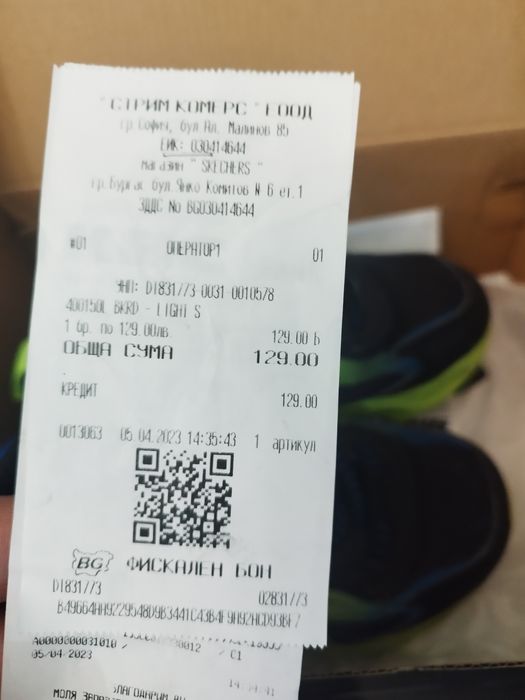 "СТРИМ КОМЕРС" ЕООД
гр.София, бул Ал. Малинов 85
ЕИК: 030414644
магазин " SKECHERS "
гр.Бургас бул.Янко Комитов N 6 ет.1
ЗДДС No BG030414644
#01 ОПЕРАТОР1 01
УНП: DI831773-0031-0010578
400150L BKRD - LIGHT S
1 бр. по 129.00лв. 129.00 Б
ОБЩА СУМА 129.00
КРЕДИТ 129.00
0013063 05.04.2023 14:35:43 1 артикул
BG ФИСКАЛЕН БОН
DI831773 02831773
A0000000031010 / C1
05/04/2023